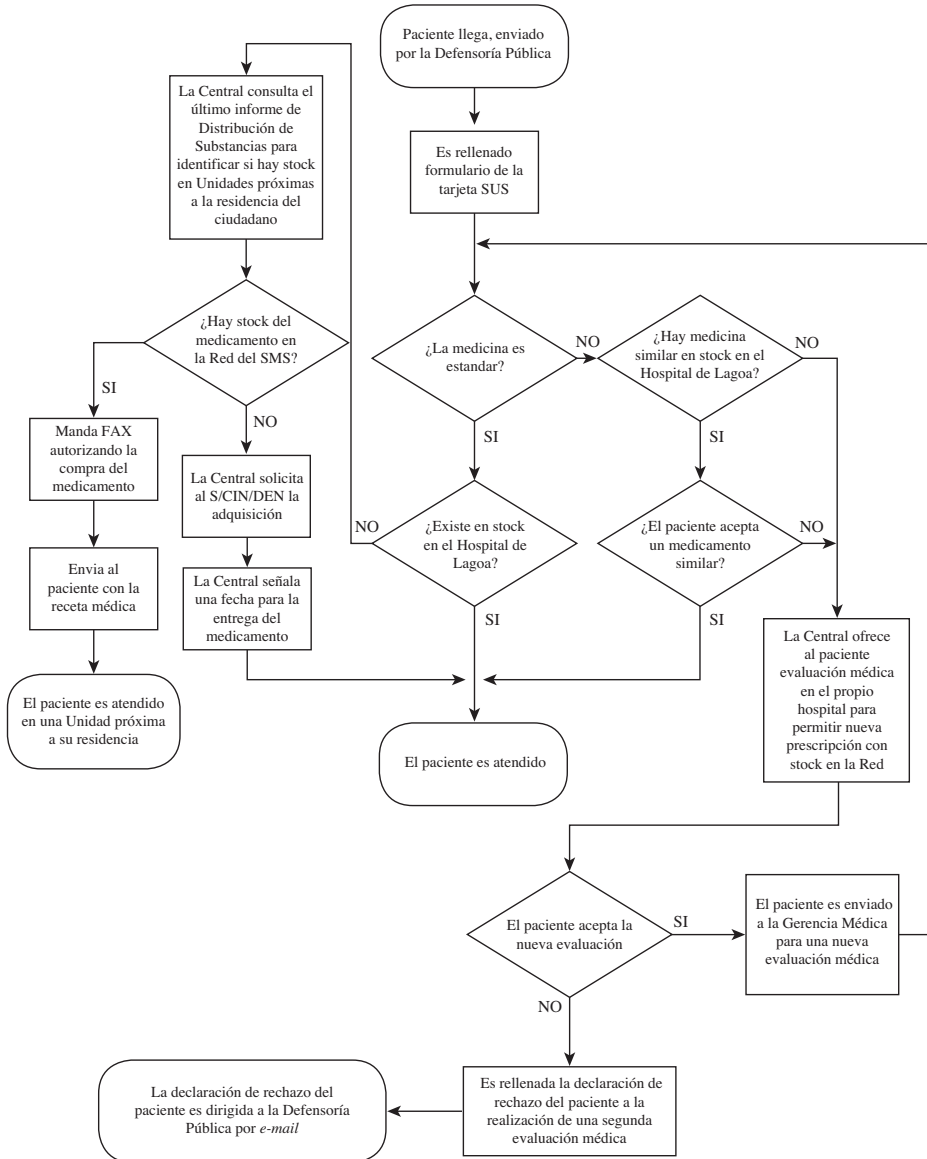 Paciente llega, enviado
por la Defensoría Pública
La Central consulta el
último informe de
Distribución de
Substancias para
identificar si hay stock
en Unidades próximas
a la residencia del
ciudadano
Es rellenado
formulario de la
tarjeta SUS
¿Hay stock del
medicamento en
la Red del SMS?
SI
NO
¿La medicina es
estandar?
NO
SI
¿Hay medicina
similar en stock en el
Hospital de Lagoa?
NO
SI
Manda FAX
autorizando la
compra del
medicamento
La Central solicita
al S/CIN/DEN la
adquisición
NO
¿Existe en stock
en el Hospital de
Lagoa?
SI
¿El paciente acepta
un medicamento
similar?
NO
SI
Envia al
paciente con la
receta médica
La Central señala
una fecha para la
entrega del
medicamento
La Central ofrece
al paciente
evaluación médica
en el propio
hospital para
permitir nueva
prescripción con
stock en la Red
El paciente es atendido
en una Unidad próxima
a su residencia
El paciente es atendido
El paciente acepta la
nueva evaluación
SI
NO
El paciente es enviado
a la Gerencia Médica
para una nueva
evaluación médica
Es rellenada la declaración de
rechazo del paciente a la
realización de una segunda
evaluación médica
La declaración de rechazo del
paciente es dirigida a la Defensoría
Pública por e-mail